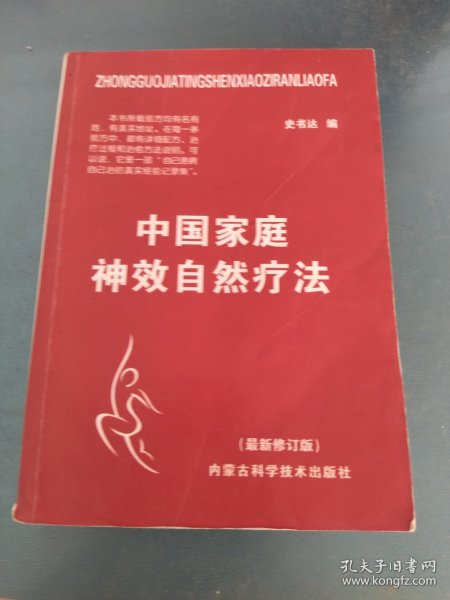 ZHONGGUOJIATINGSHENXIAOZIRANLIAOFA
本书所载验方均有名有
姓，有真实地址。在每一条
验方中，都有详细配方、治
疗过程和治愈方法说明。可
以说，它是一部“自己患病
自己治的真实经验记录集”。
史书达 编
中国家庭
神效自然疗法
（最新修订版）
内蒙古科学技术出版社
孔夫子旧书网
www.kongfz.com